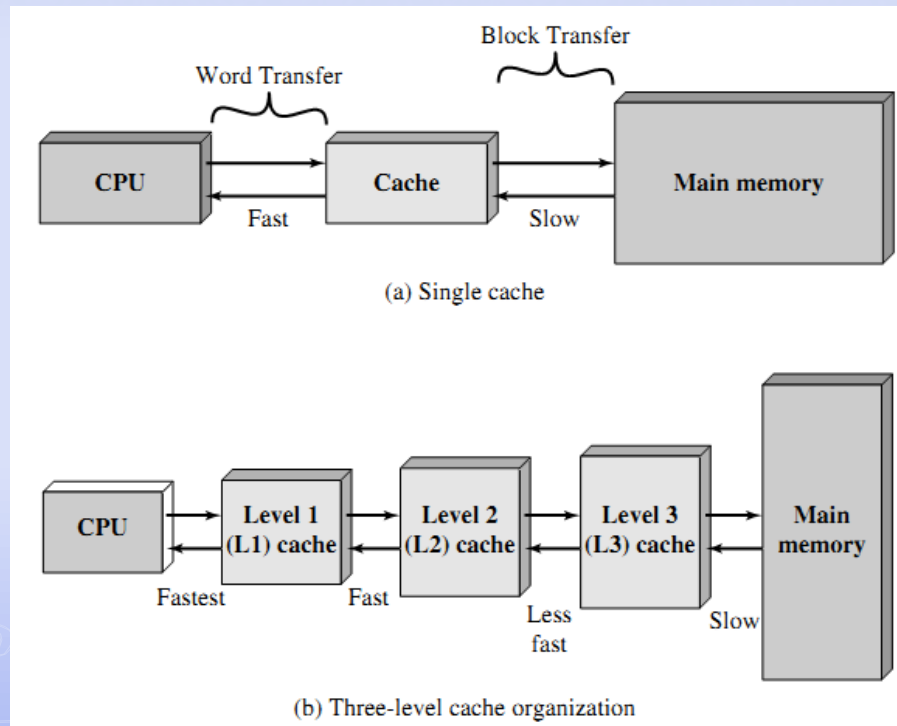 Block Transfer
Word Transfer
CPU
Cache
Main memory
Fast
Slow
(a) Single cache
CPU
Level 1
(L1) cache
Level 2
(L2) cache
Level 3
(L3) cache
Main
memory
Fastest
Fast
Less
fast
Slow
(b) Three-level cache organization